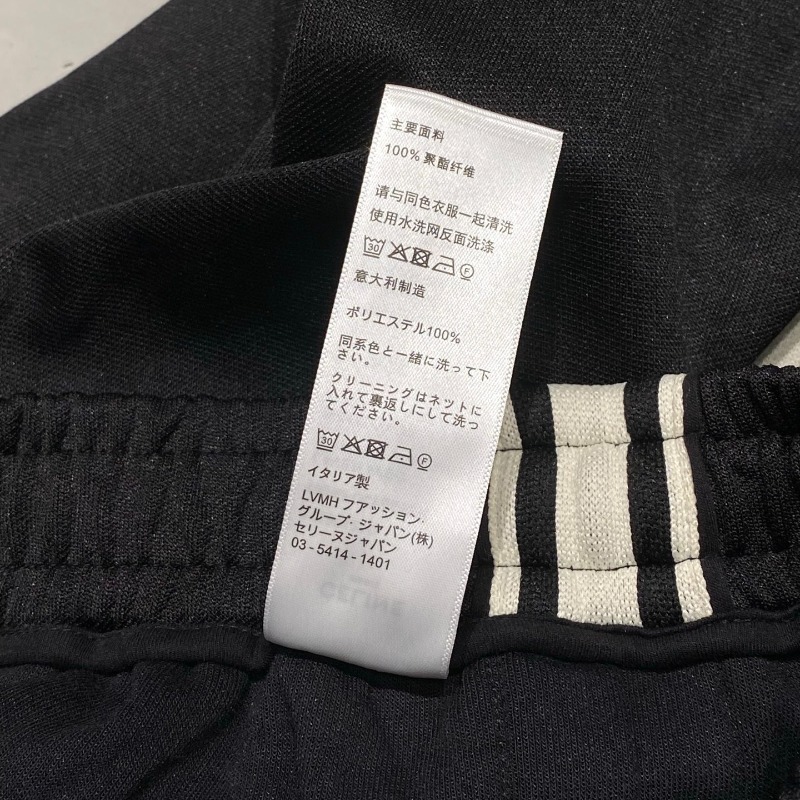 主要面料
100% 聚酯纤维
请与同色衣服一起清洗
使用水洗网反面洗涤
30 F
意大利制造
ポリエステル100%
同系色と一緒に洗って下
さい。
クリーニングはネットに
入れて裏返しにして洗っ
てください。
30 F
イタリア製
LVMH フアッション.
グループ. ジャパン(株)
セリーヌジャパン
03-5414-1401
CELINE